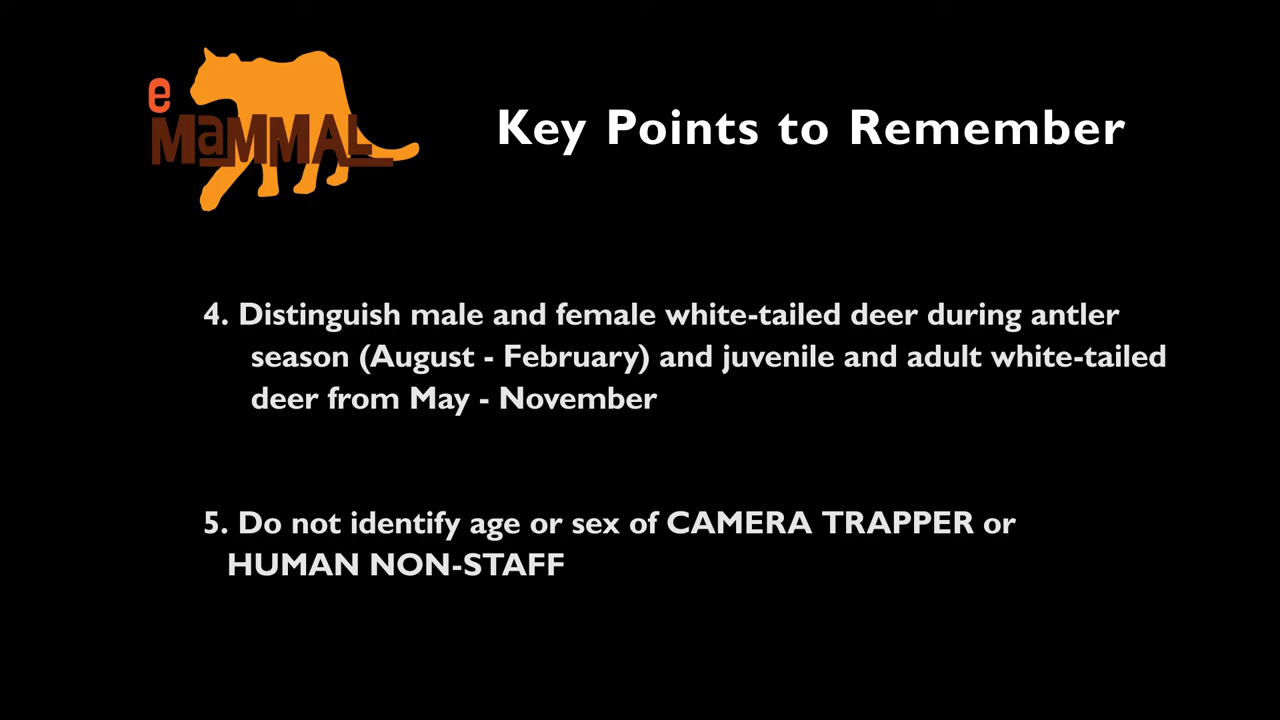 e
MaMMAL
Key Points to Remember
4. Distinguish male and female white-tailed deer during antler
season (August - February) and juvenile and adult white-tailed
deer from May - November
5. Do not identify age or sex of CAMERA TRAPPER or
HUMAN NON-STAFF